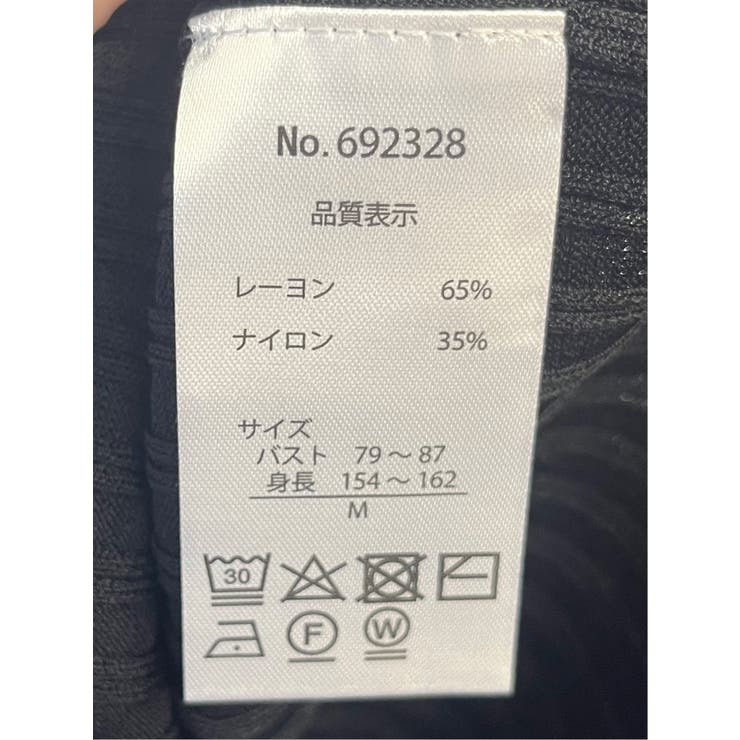 No.692328
品質表示
レーヨン 65%
ナイロン 35%
サイズ
バスト 79～87
身長 154～162
M
30
F W